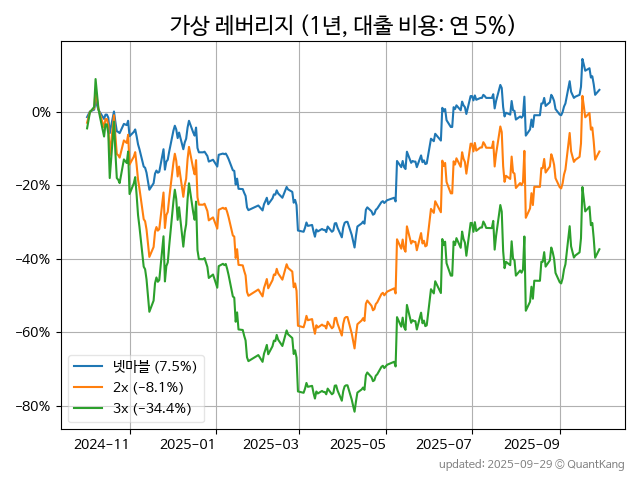 가상 레버리지 (1년, 대출 비용: 연 5%)
0%
−20%
−40%
−60%
−80%
넷마블 (7.5%)
2x (−8.1%)
3x (−34.4%)
2024-11
2025-01
2025-03
2025-05
2025-07
2025-09
updated: 2025-09-29 © QuantKang